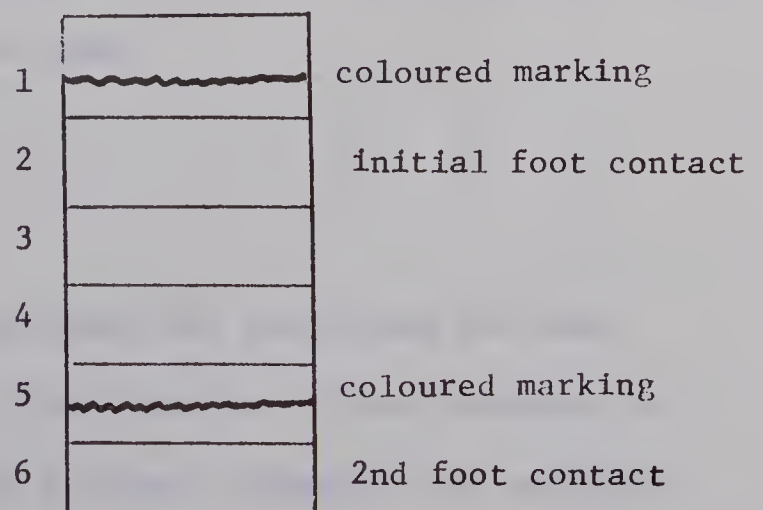 1 coloured marking
2 initial foot contact
3
4
5 coloured marking
6 2nd foot contact